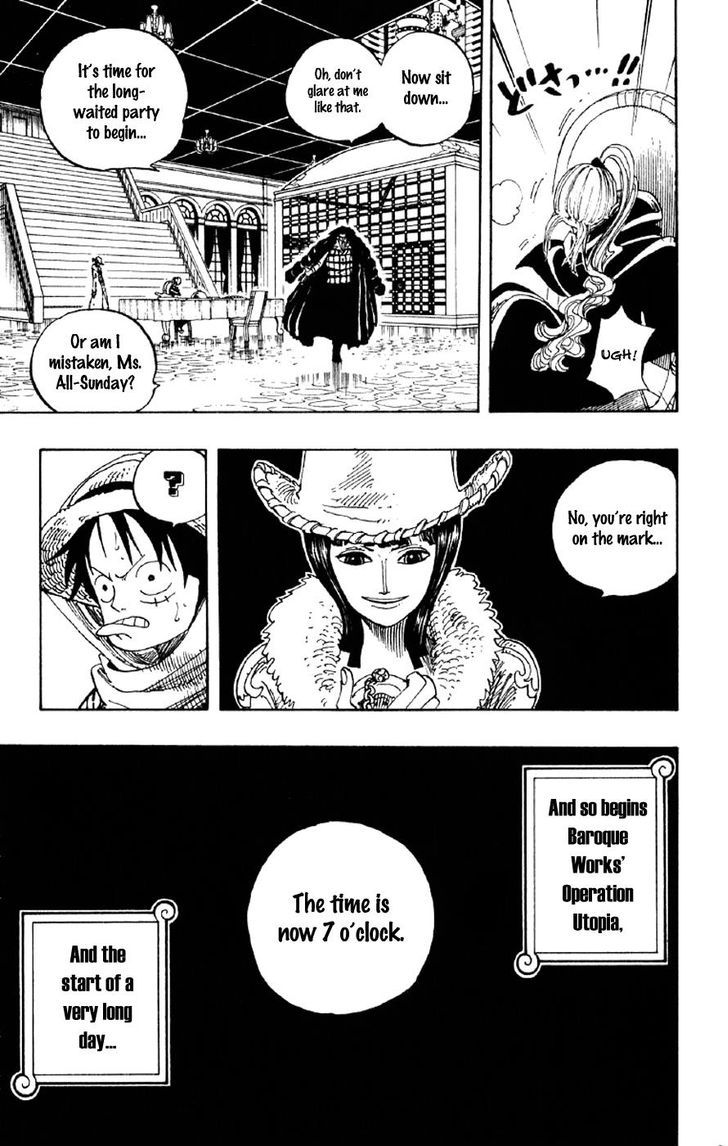 どさっ…!!
UGH!
Now sit
down...
Oh, don't
glare at me
like that.
It's time for
the long-
waited party
to begin...
Or am I
mistaken, Ms.
All-Sunday?
No, you're right
on the mark...
?
And so begins
Baroque
Works'
Operation
Utopia,
The time is
now 7 o'clock.
And the
start of a
very long
day...